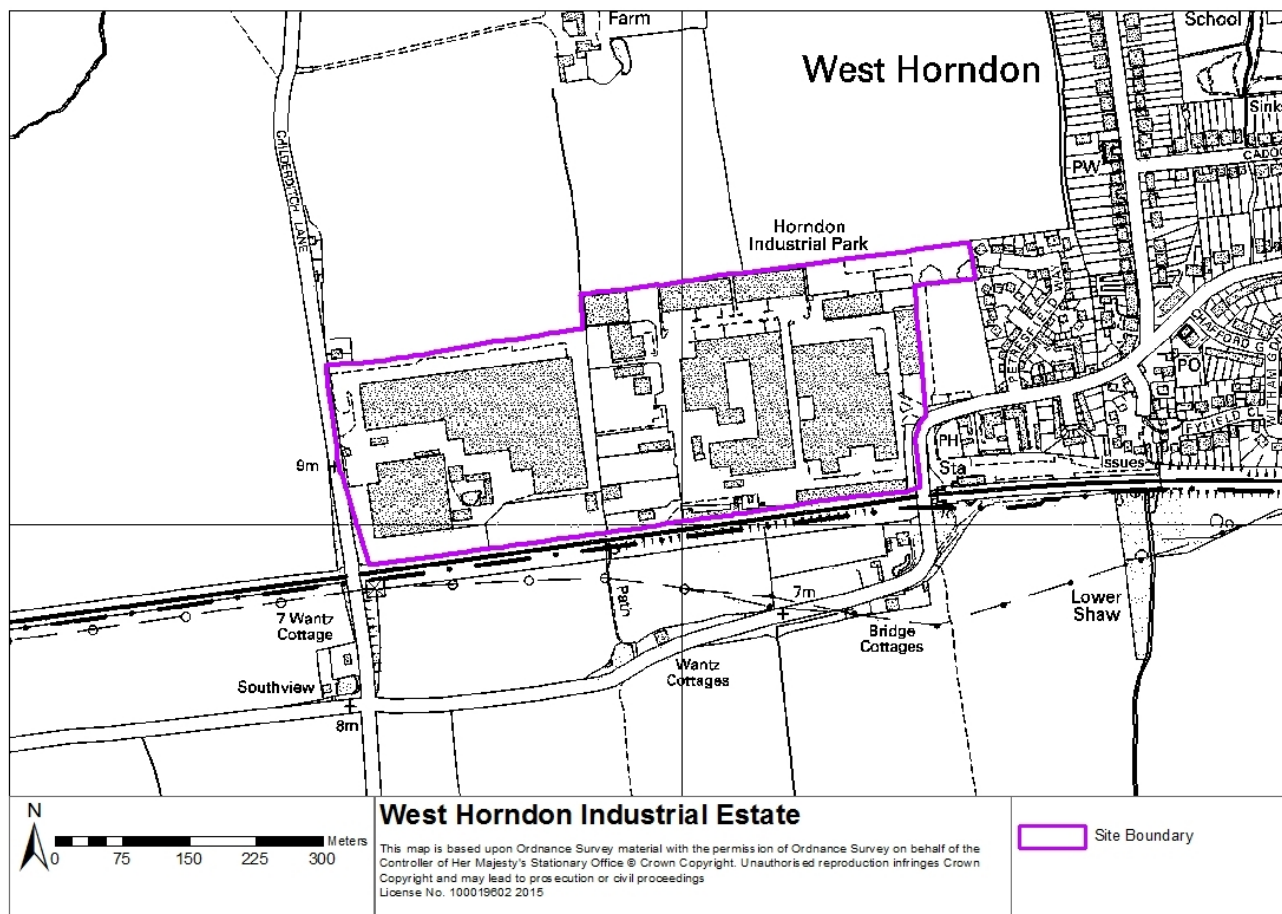 Farm
School
West Horndon
Sink
CHILDERDITCH LANE
PW
CADOG
Horndon
Industrial Park
PETRESFIELD WAY
CHAFFORD CL
PO
WITHAM GDN
FYFIELD CL
PH
9m
Sta
Issues
Path
7m
7 Wantz
Cottage
Lower
Shaw
Bridge
Cottages
Wantz
Cottages
Southview
8m
N
Meters
0 75 150 225 300
West Horndon Industrial Estate
This map is based upon Ordnance Survey material with the permission of Ordnance Survey on behalf of the
Controller of Her Majesty's Stationary Office © Crown Copyright. Unauthorised reproduction infringes Crown
Copyright and may lead to prosecution or civil proceedings
License No. 100019602 2015
Site Boundary